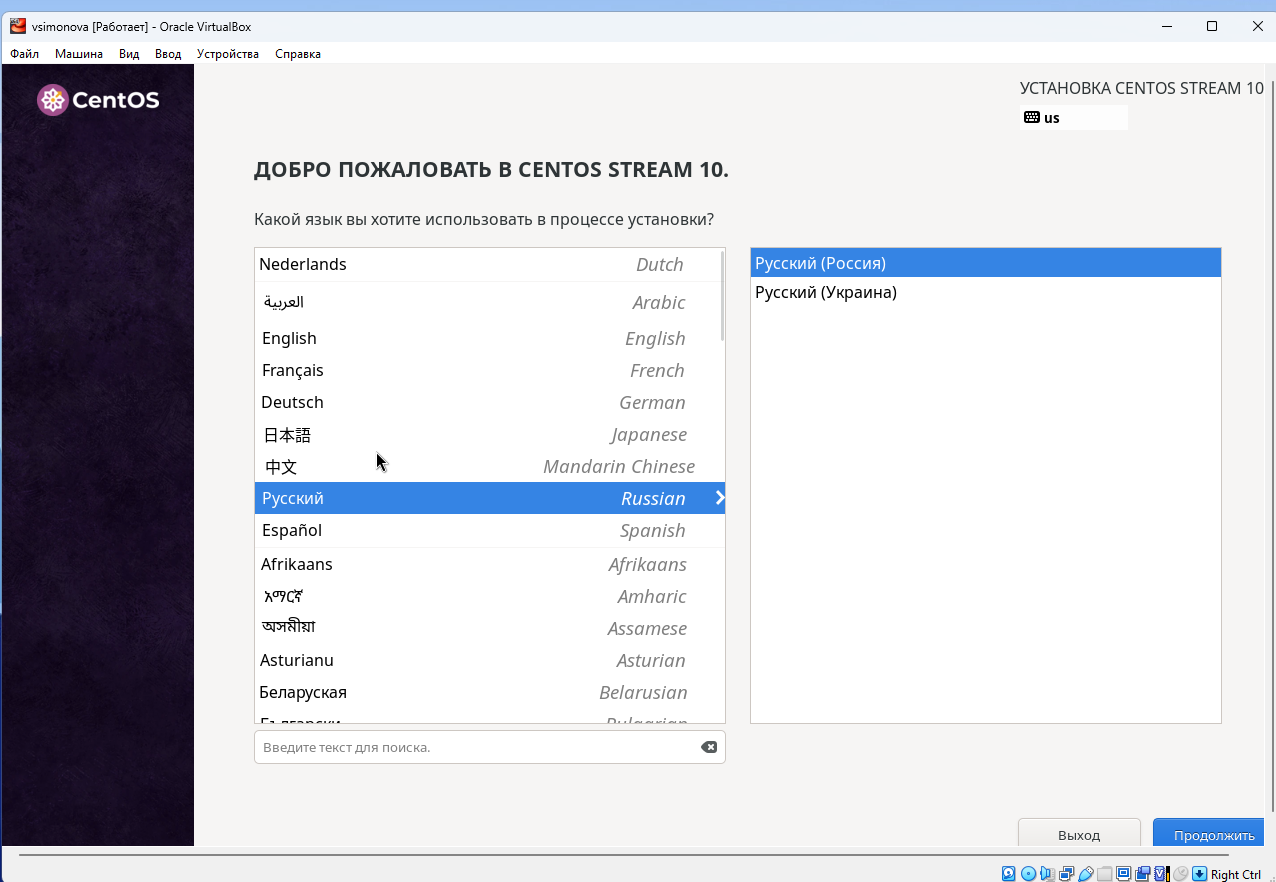 vsimonova [Работает] - Oracle VirtualBox
Файл Машина Вид Ввод Устройства Справка
CentOS
УСТАНОВКА CENTOS STREAM 10
us
ДОБРО ПОЖАЛОВАТЬ В CENTOS STREAM 10.
Какой язык вы хотите использовать в процессе установки?
Nederlands Dutch
العربية Arabic
English English
Français French
Deutsch German
日本語 Japanese
中文 Mandarin Chinese
Русский Russian
Español Spanish
Afrikaans Afrikaans
አማርኛ Amharic
অসমীয়া Assamese
Asturianu Asturian
Беларуская Belarusian
Български Bulgarian
Русский (Россия)
Русский (Украина)
Введите текст для поиска.
Выход Продолжить
Right Ctrl